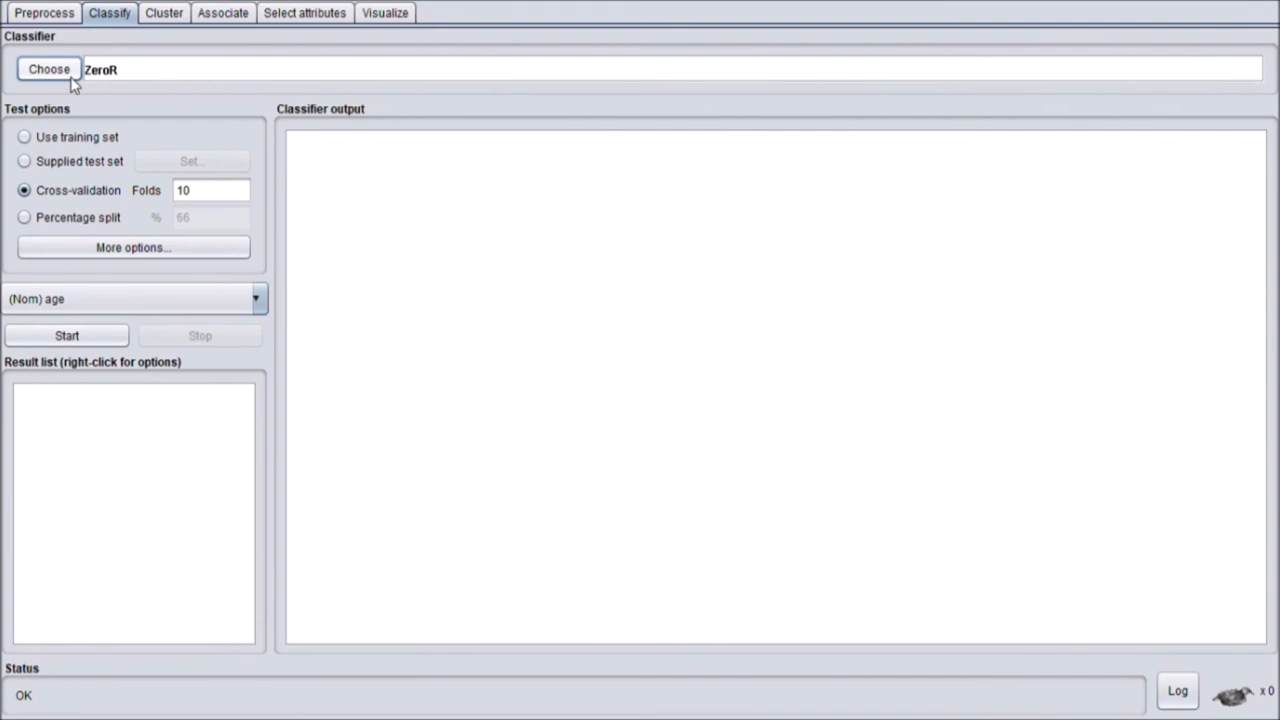 Preprocess Classify Cluster Associate Select attributes Visualize
Classifier
Choose ZeroR
Test options
Classifier output
Use training set
Supplied test set Set...
Cross-validation Folds 10
Percentage split % 66
More options...
(Nom) age
Start Stop
Result list (right-click for options)
Status
OK
Log x 0